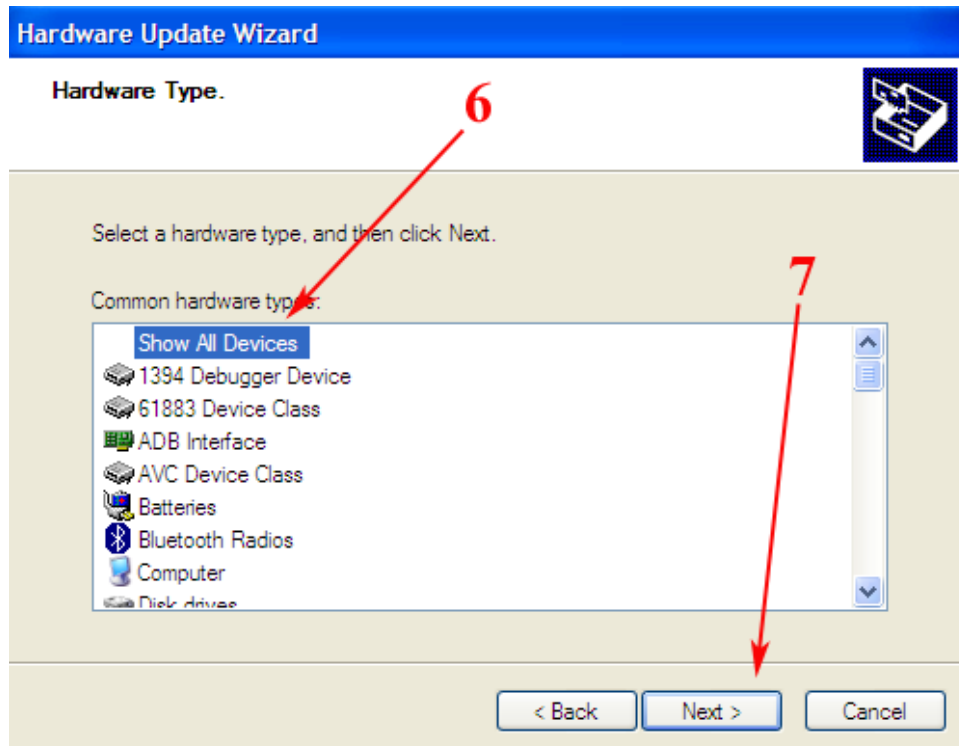 Hardware Update Wizard
Hardware Type.
6
Select a hardware type, and then click Next.
7
Common hardware types:
Show All Devices
1394 Debugger Device
61883 Device Class
ADB Interface
AVC Device Class
Batteries
Bluetooth Radios
Computer
Disk drives
< Back Next > Cancel